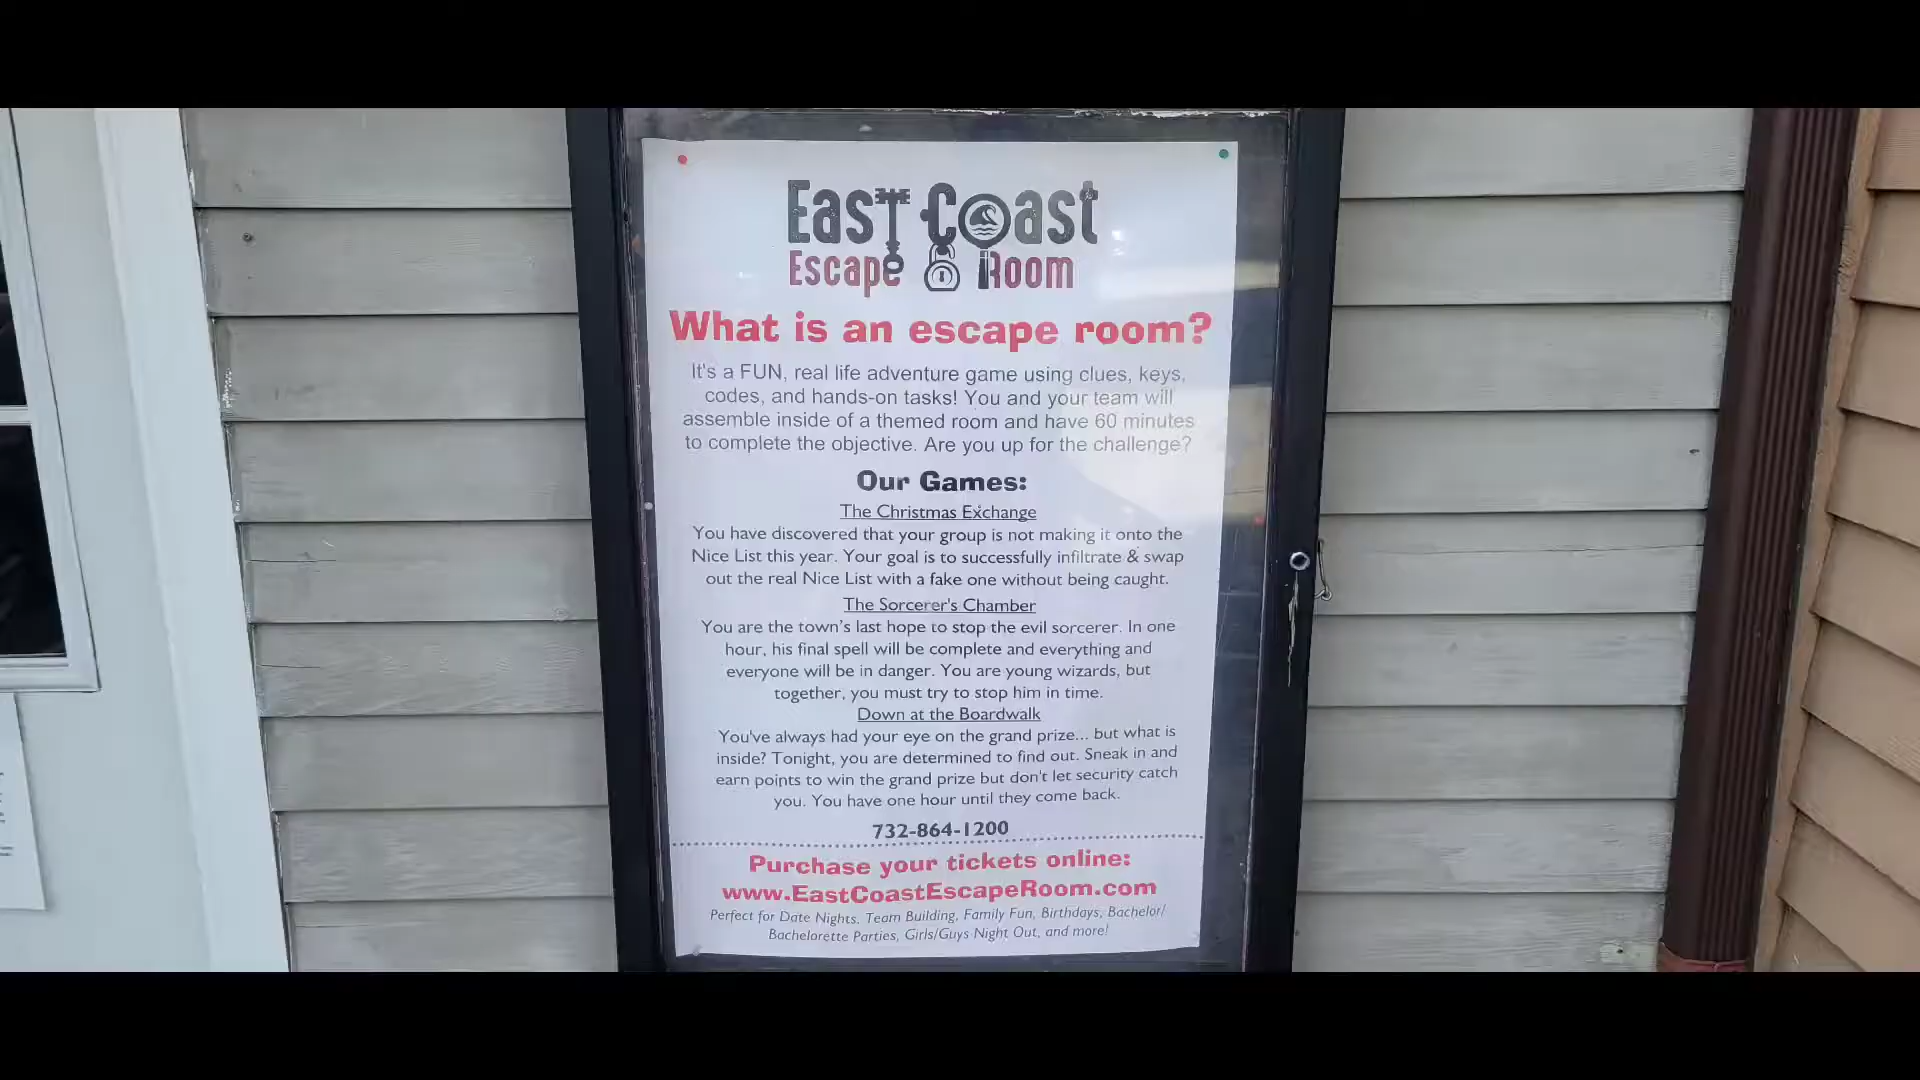 East Coast
Escape Room
What is an escape room?
It's a FUN, real life adventure game using clues, keys,
codes, and hands-on tasks! You and your team will
assemble inside of a themed room and have 60 minutes
to complete the objective. Are you up for the challenge?
Our Games:
The Christmas Exchange
You have discovered that your group is not making it onto the
Nice List this year. Your goal is to successfully infiltrate & swap
out the real Nice List with a fake one without being caught.
The Sorcerer's Chamber
You are the town's last hope to stop the evil sorcerer. In one
hour, his final spell will be complete and everything and
everyone will be in danger. You are young wizards, but
together, you must try to stop him in time.
Down at the Boardwalk
You've always had your eye on the grand prize... but what is
inside? Tonight, you are determined to find out. Sneak in and
earn points to win the grand prize but don't let security catch
you. You have one hour until they come back.
732-864-1200
Purchase your tickets online:
www.EastCoastEscapeRoom.com
Perfect for Date Nights, Team Building, Family Fun, Birthdays, Bachelor/
Bachelorette Parties, Girls/Guys Night Out, and more!